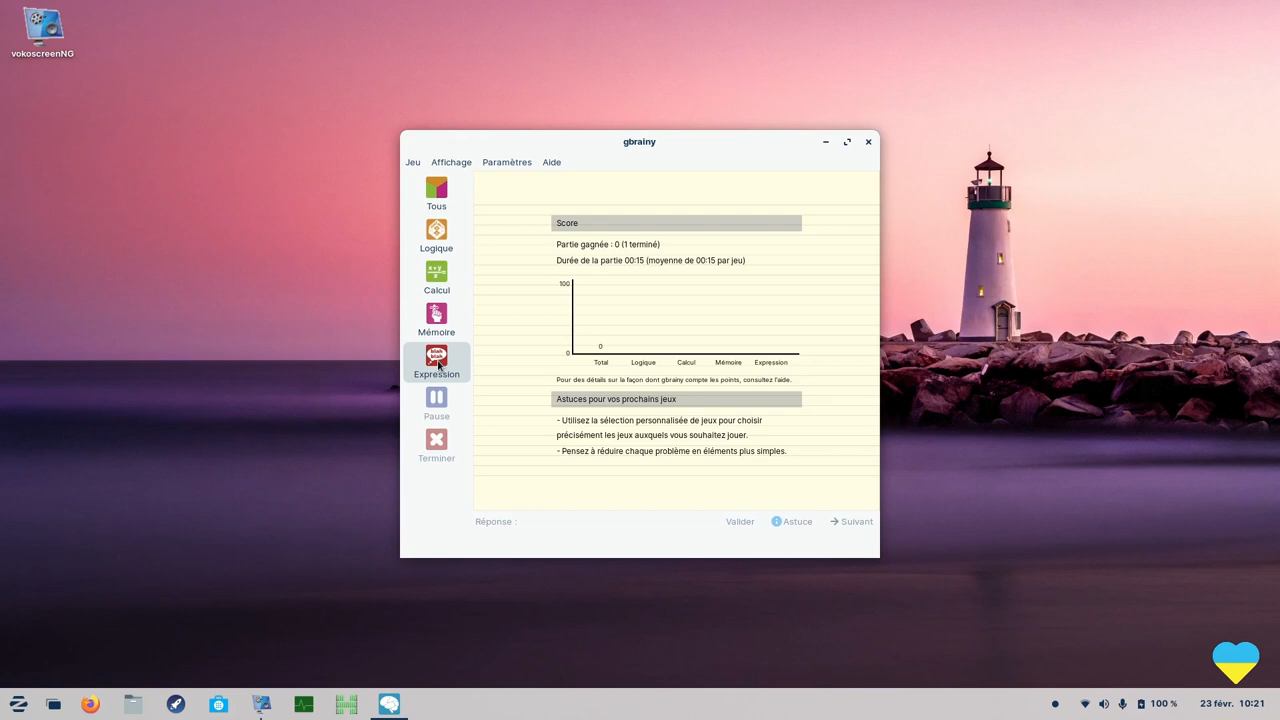 vokoscreenNG
gbrainy
Jeu Affichage Paramètres Aide
Tous
Logique
Calcul
Mémoire
blah blah
Expression
Pause
Terminer
Score
Partie gagnée : 0 (1 terminé)
Durée de la partie 00:15 (moyenne de 00:15 par jeu)
100
0
0
Total Logique Calcul Mémoire Expression
Pour des détails sur la façon dont gbrainy compte les points, consultez l'aide.
Astuces pour vos prochains jeux
- Utilisez la sélection personnalisée de jeux pour choisir
précisément les jeux auxquels vous souhaitez jouer.
- Pensez à réduire chaque problème en éléments plus simples.
Réponse : Valider Astuce Suivant
100 % 23 févr. 10:21